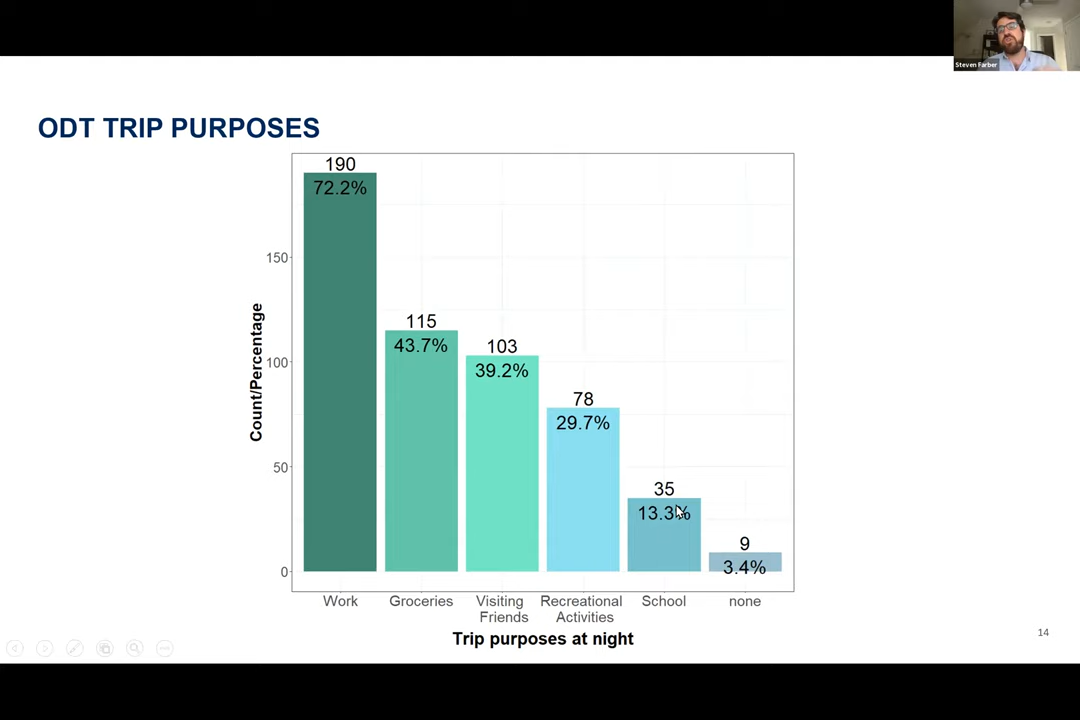 Steven Farber
ODT TRIP PURPOSES
190
72.2%
115
43.7%
103
39.2%
78
29.7%
35
13.3%
9
3.4%
Count/Percentage
150
100
50
0
Work
Groceries
Visiting
Friends
Recreational
Activities
School
none
Trip purposes at night
14